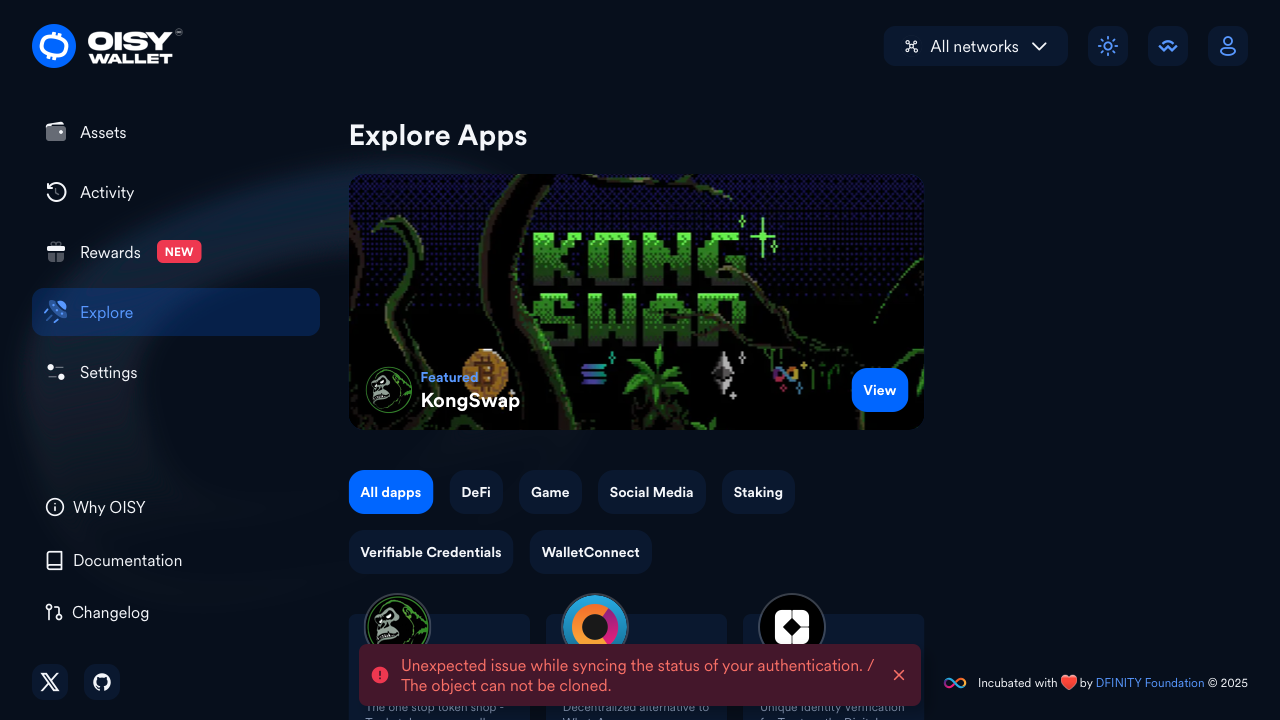 OISY
WALLET
All networks
Assets
Activity
Rewards NEW
Explore
Settings
Why OISY
Documentation
Changelog
Explore Apps
KONG
SWAP
Featured
KongSwap
View
All dapps DeFi Game Social Media Staking
Verifiable Credentials WalletConnect
Unexpected issue while syncing the status of your authentication. /
The object can not be cloned.
The one stop token shop -
Decentralized alternative to
Unique Identity Verification
Incubated with ❤️ by DFINITY Foundation © 2025